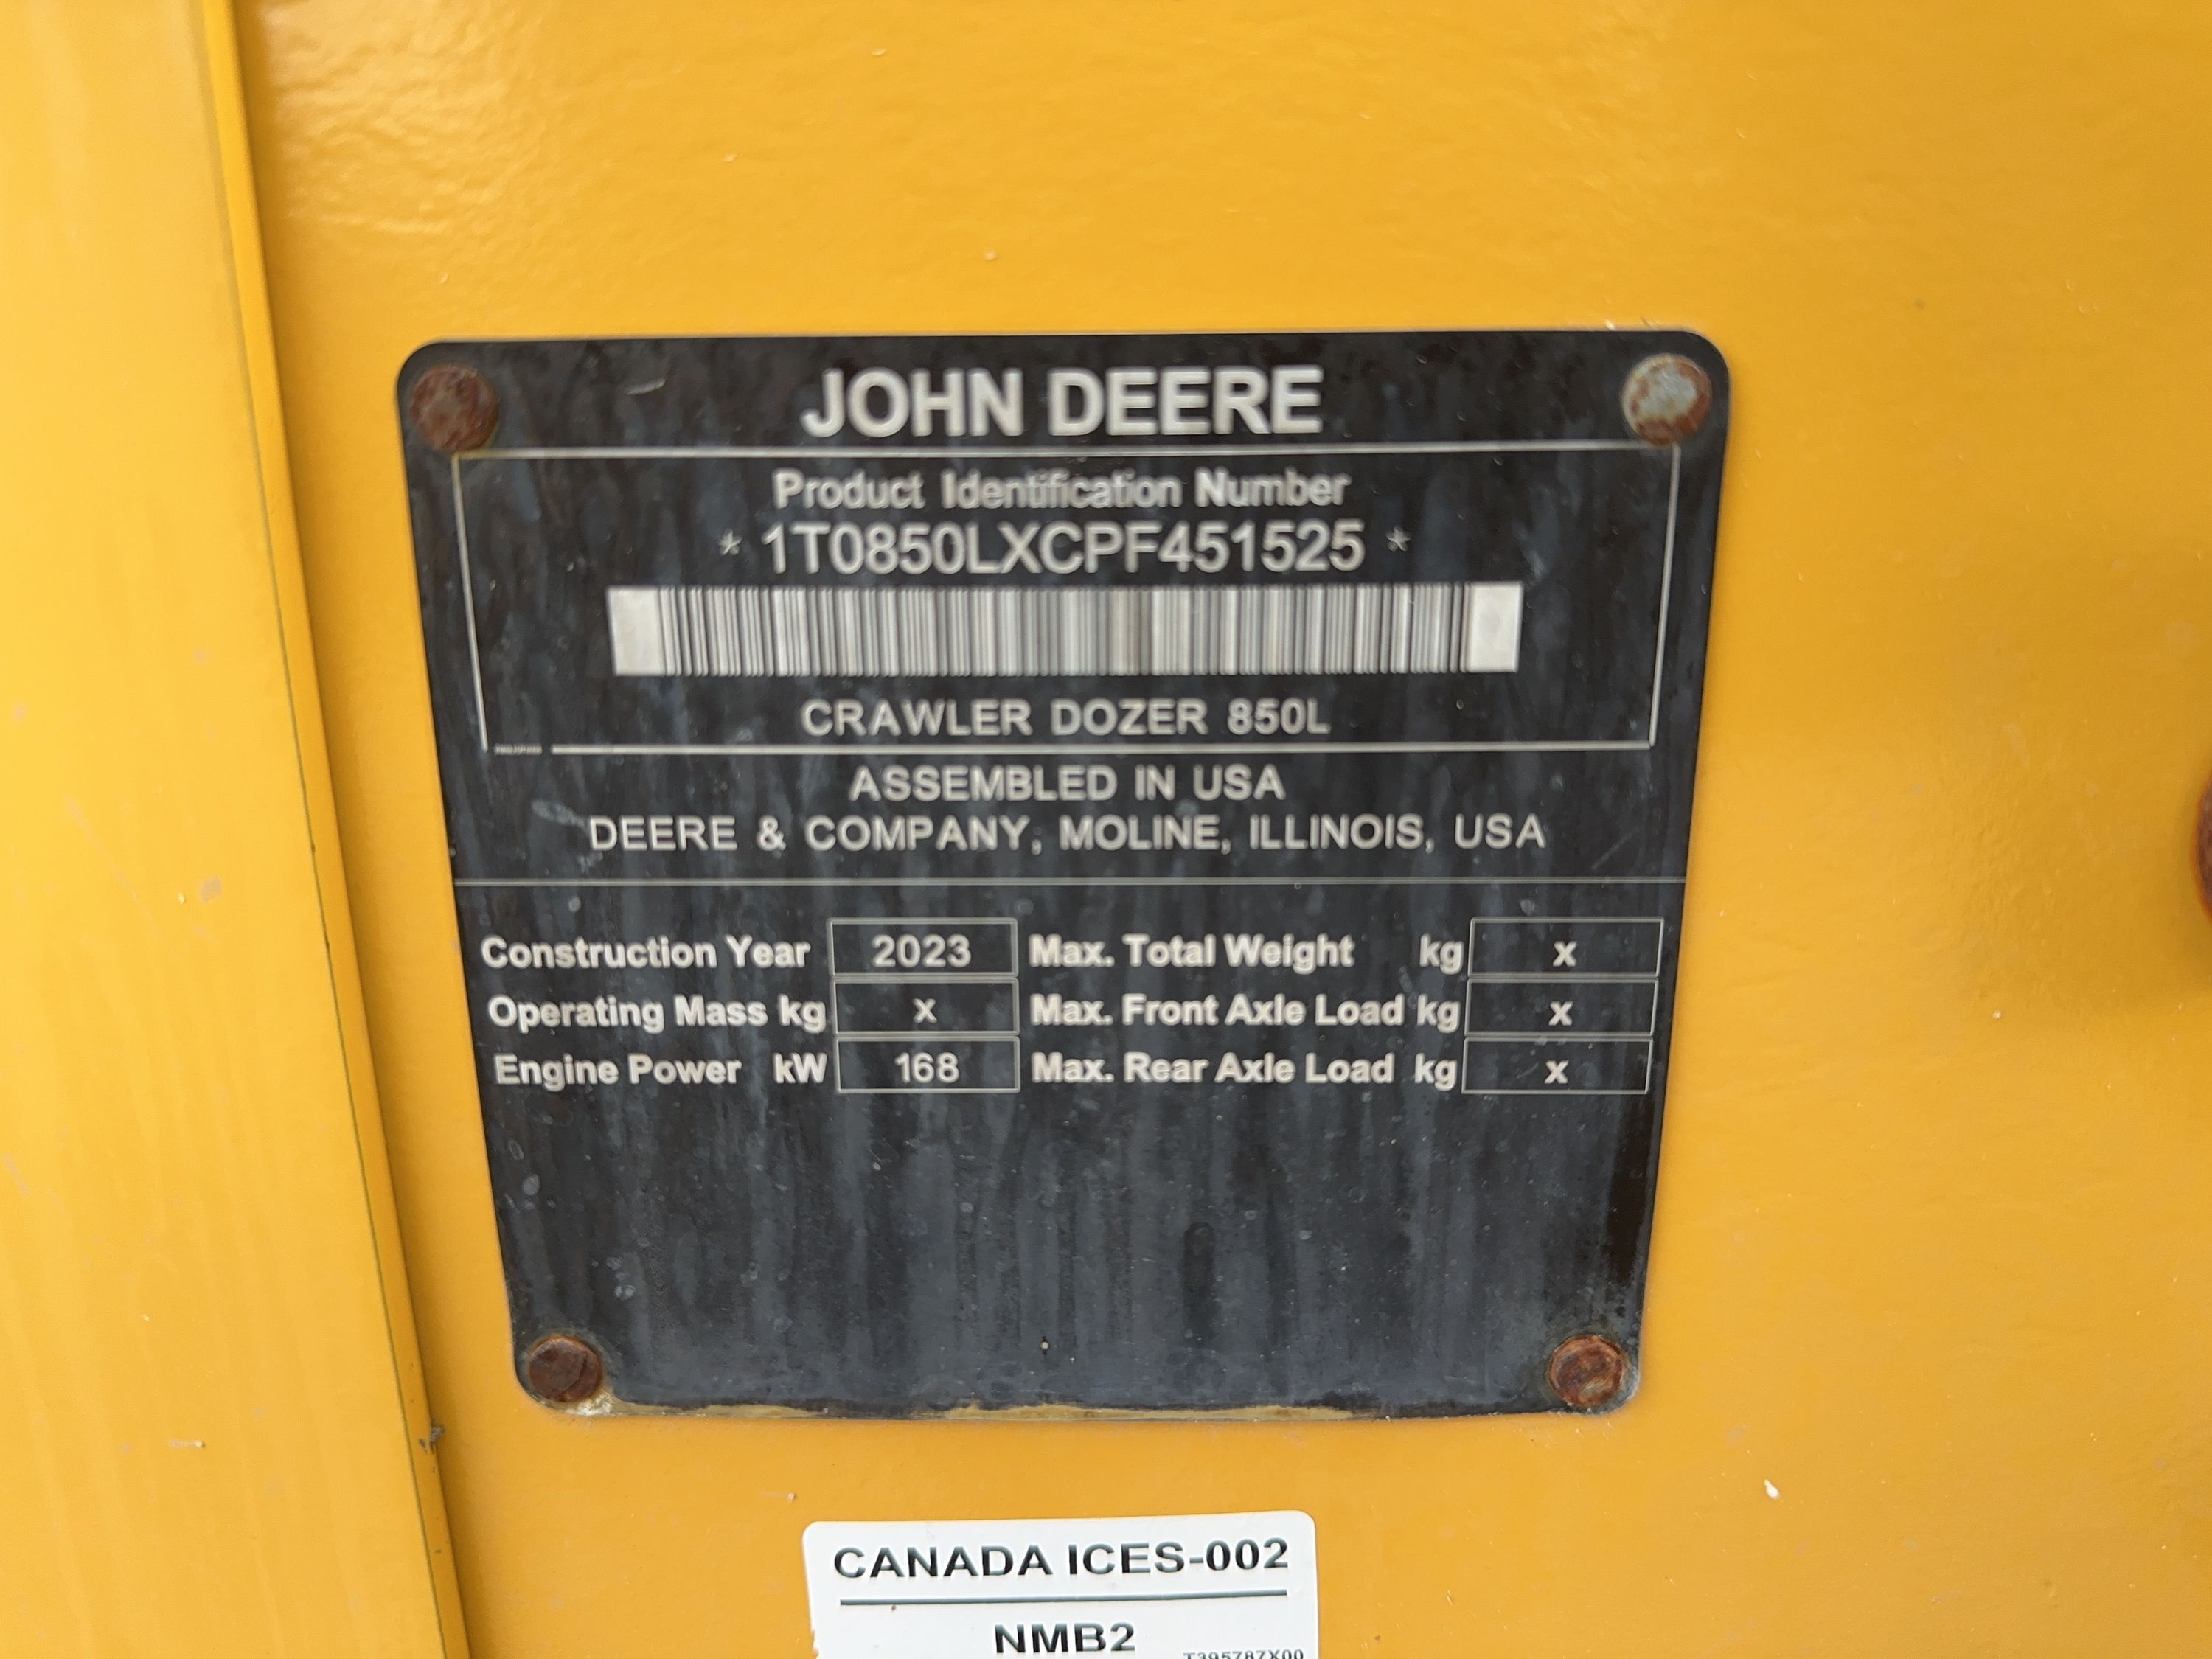 JOHN DEERE
Product Identification Number
* 1T0850LXCPF451525 *
CRAWLER DOZER 850L
ASSEMBLED IN USA
DEERE & COMPANY, MOLINE, ILLINOIS, USA
Construction Year 2023 Max. Total Weight kg x
Operating Mass kg x Max. Front Axle Load kg x
Engine Power kW 168 Max. Rear Axle Load kg x
CANADA ICES-002
NMB2
T395787X00